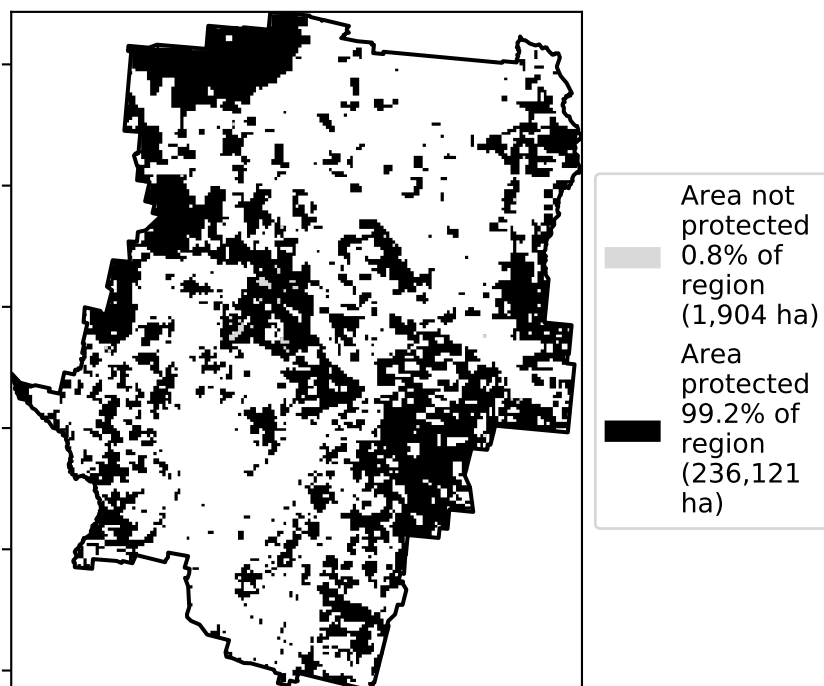 Area not
protected
0.8% of
region
(1,904 ha)
Area
protected
99.2% of
region
(236,121
ha)